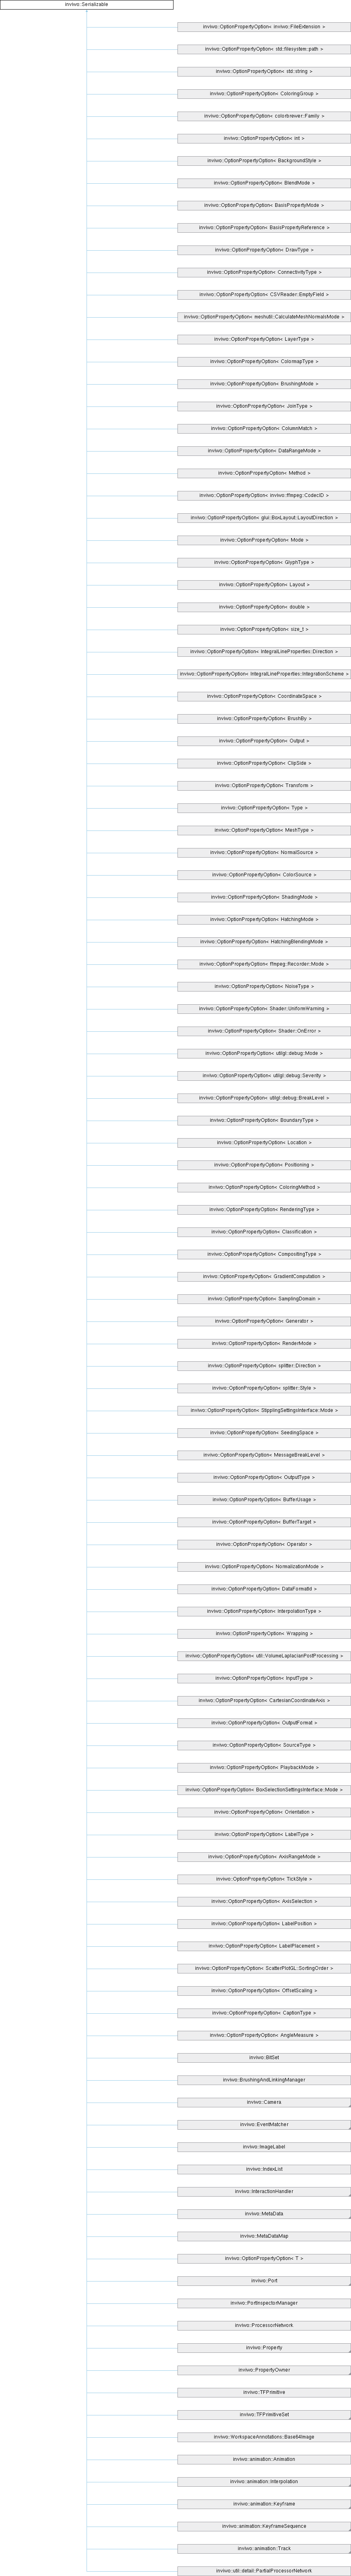 inviwo::Serializable
inviwo::OptionPropertyOption< inviwo::FileExtension >
inviwo::OptionPropertyOption< std::filesystem::path >
inviwo::OptionPropertyOption< std::string >
inviwo::OptionPropertyOption< ColoringGroup >
inviwo::OptionPropertyOption< colorbrewer::Family >
inviwo::OptionPropertyOption< int >
inviwo::OptionPropertyOption< BackgroundStyle >
inviwo::OptionPropertyOption< BlendMode >
inviwo::OptionPropertyOption< BasisPropertyMode >
inviwo::OptionPropertyOption< BasisPropertyReference >
inviwo::OptionPropertyOption< DrawType >
inviwo::OptionPropertyOption< ConnectivityType >
inviwo::OptionPropertyOption< CSVReader::EmptyField >
inviwo::OptionPropertyOption< meshutil::CalculateMeshNormalsMode >
inviwo::OptionPropertyOption< LayerType >
inviwo::OptionPropertyOption< ColormapType >
inviwo::OptionPropertyOption< BrushingMode >
inviwo::OptionPropertyOption< JoinType >
inviwo::OptionPropertyOption< ColumnMatch >
inviwo::OptionPropertyOption< DataRangeMode >
inviwo::OptionPropertyOption< Method >
inviwo::OptionPropertyOption< inviwo::ffmpeg::CodecID >
inviwo::OptionPropertyOption< glui::BoxLayout::LayoutDirection >
inviwo::OptionPropertyOption< Mode >
inviwo::OptionPropertyOption< GlyphType >
inviwo::OptionPropertyOption< Layout >
inviwo::OptionPropertyOption< double >
inviwo::OptionPropertyOption< size_t >
inviwo::OptionPropertyOption< IntegralLineProperties::Direction >
inviwo::OptionPropertyOption< IntegralLineProperties::IntegrationScheme >
inviwo::OptionPropertyOption< CoordinateSpace >
inviwo::OptionPropertyOption< BrushBy >
inviwo::OptionPropertyOption< Output >
inviwo::OptionPropertyOption< ClipSide >
inviwo::OptionPropertyOption< Transform >
inviwo::OptionPropertyOption< Type >
inviwo::OptionPropertyOption< MeshType >
inviwo::OptionPropertyOption< NormalSource >
inviwo::OptionPropertyOption< ColorSource >
inviwo::OptionPropertyOption< ShadingMode >
inviwo::OptionPropertyOption< HatchingMode >
inviwo::OptionPropertyOption< HatchingBlendingMode >
inviwo::OptionPropertyOption< ffmpeg::Recorder::Mode >
inviwo::OptionPropertyOption< NoiseType >
inviwo::OptionPropertyOption< Shader::UniformWarning >
inviwo::OptionPropertyOption< Shader::OnError >
inviwo::OptionPropertyOption< utilgl::debug::Mode >
inviwo::OptionPropertyOption< utilgl::debug::Severity >
inviwo::OptionPropertyOption< utilgl::debug::BreakLevel >
inviwo::OptionPropertyOption< BoundaryType >
inviwo::OptionPropertyOption< Location >
inviwo::OptionPropertyOption< Positioning >
inviwo::OptionPropertyOption< ColoringMethod >
inviwo::OptionPropertyOption< RenderingType >
inviwo::OptionPropertyOption< Classification >
inviwo::OptionPropertyOption< CompositingType >
inviwo::OptionPropertyOption< GradientComputation >
inviwo::OptionPropertyOption< SamplingDomain >
inviwo::OptionPropertyOption< Generator >
inviwo::OptionPropertyOption< RenderMode >
inviwo::OptionPropertyOption< splitter::Direction >
inviwo::OptionPropertyOption< splitter::Style >
inviwo::OptionPropertyOption< StipplingSettingsInterface::Mode >
inviwo::OptionPropertyOption< SeedingSpace >
inviwo::OptionPropertyOption< MessageBreakLevel >
inviwo::OptionPropertyOption< OutputType >
inviwo::OptionPropertyOption< BufferUsage >
inviwo::OptionPropertyOption< BufferTarget >
inviwo::OptionPropertyOption< Operator >
inviwo::OptionPropertyOption< NormalizationMode >
inviwo::OptionPropertyOption< DataFormatId >
inviwo::OptionPropertyOption< InterpolationType >
inviwo::OptionPropertyOption< Wrapping >
inviwo::OptionPropertyOption< util::VolumeLaplacianPostProcessing >
inviwo::OptionPropertyOption< InputType >
inviwo::OptionPropertyOption< CartesianCoordinateAxis >
inviwo::OptionPropertyOption< OutputFormat >
inviwo::OptionPropertyOption< SourceType >
inviwo::OptionPropertyOption< PlaybackMode >
inviwo::OptionPropertyOption< BoxSelectionSettingsInterface::Mode >
inviwo::OptionPropertyOption< Orientation >
inviwo::OptionPropertyOption< LabelType >
inviwo::OptionPropertyOption< AxisRangeMode >
inviwo::OptionPropertyOption< TickStyle >
inviwo::OptionPropertyOption< AxisSelection >
inviwo::OptionPropertyOption< LabelPosition >
inviwo::OptionPropertyOption< LabelPlacement >
inviwo::OptionPropertyOption< ScatterPlotGL::SortingOrder >
inviwo::OptionPropertyOption< OffsetScaling >
inviwo::OptionPropertyOption< CaptionType >
inviwo::OptionPropertyOption< AngleMeasure >
inviwo::BitSet
inviwo::BrushingAndLinkingManager
inviwo::Camera
inviwo::EventMatcher
inviwo::ImageLabel
inviwo::IndexList
inviwo::InteractionHandler
inviwo::MetaData
inviwo::MetaDataMap
inviwo::OptionPropertyOption< T >
inviwo::Port
inviwo::PortInspectorManager
inviwo::ProcessorNetwork
inviwo::Property
inviwo::PropertyOwner
inviwo::TFPrimitive
inviwo::TFPrimitiveSet
inviwo::WorkspaceAnnotations::Base64Image
inviwo::animation::Animation
inviwo::animation::Interpolation
inviwo::animation::Keyframe
inviwo::animation::KeyframeSequence
inviwo::animation::Track
inviwo::util::detail::PartialProcessorNetwork